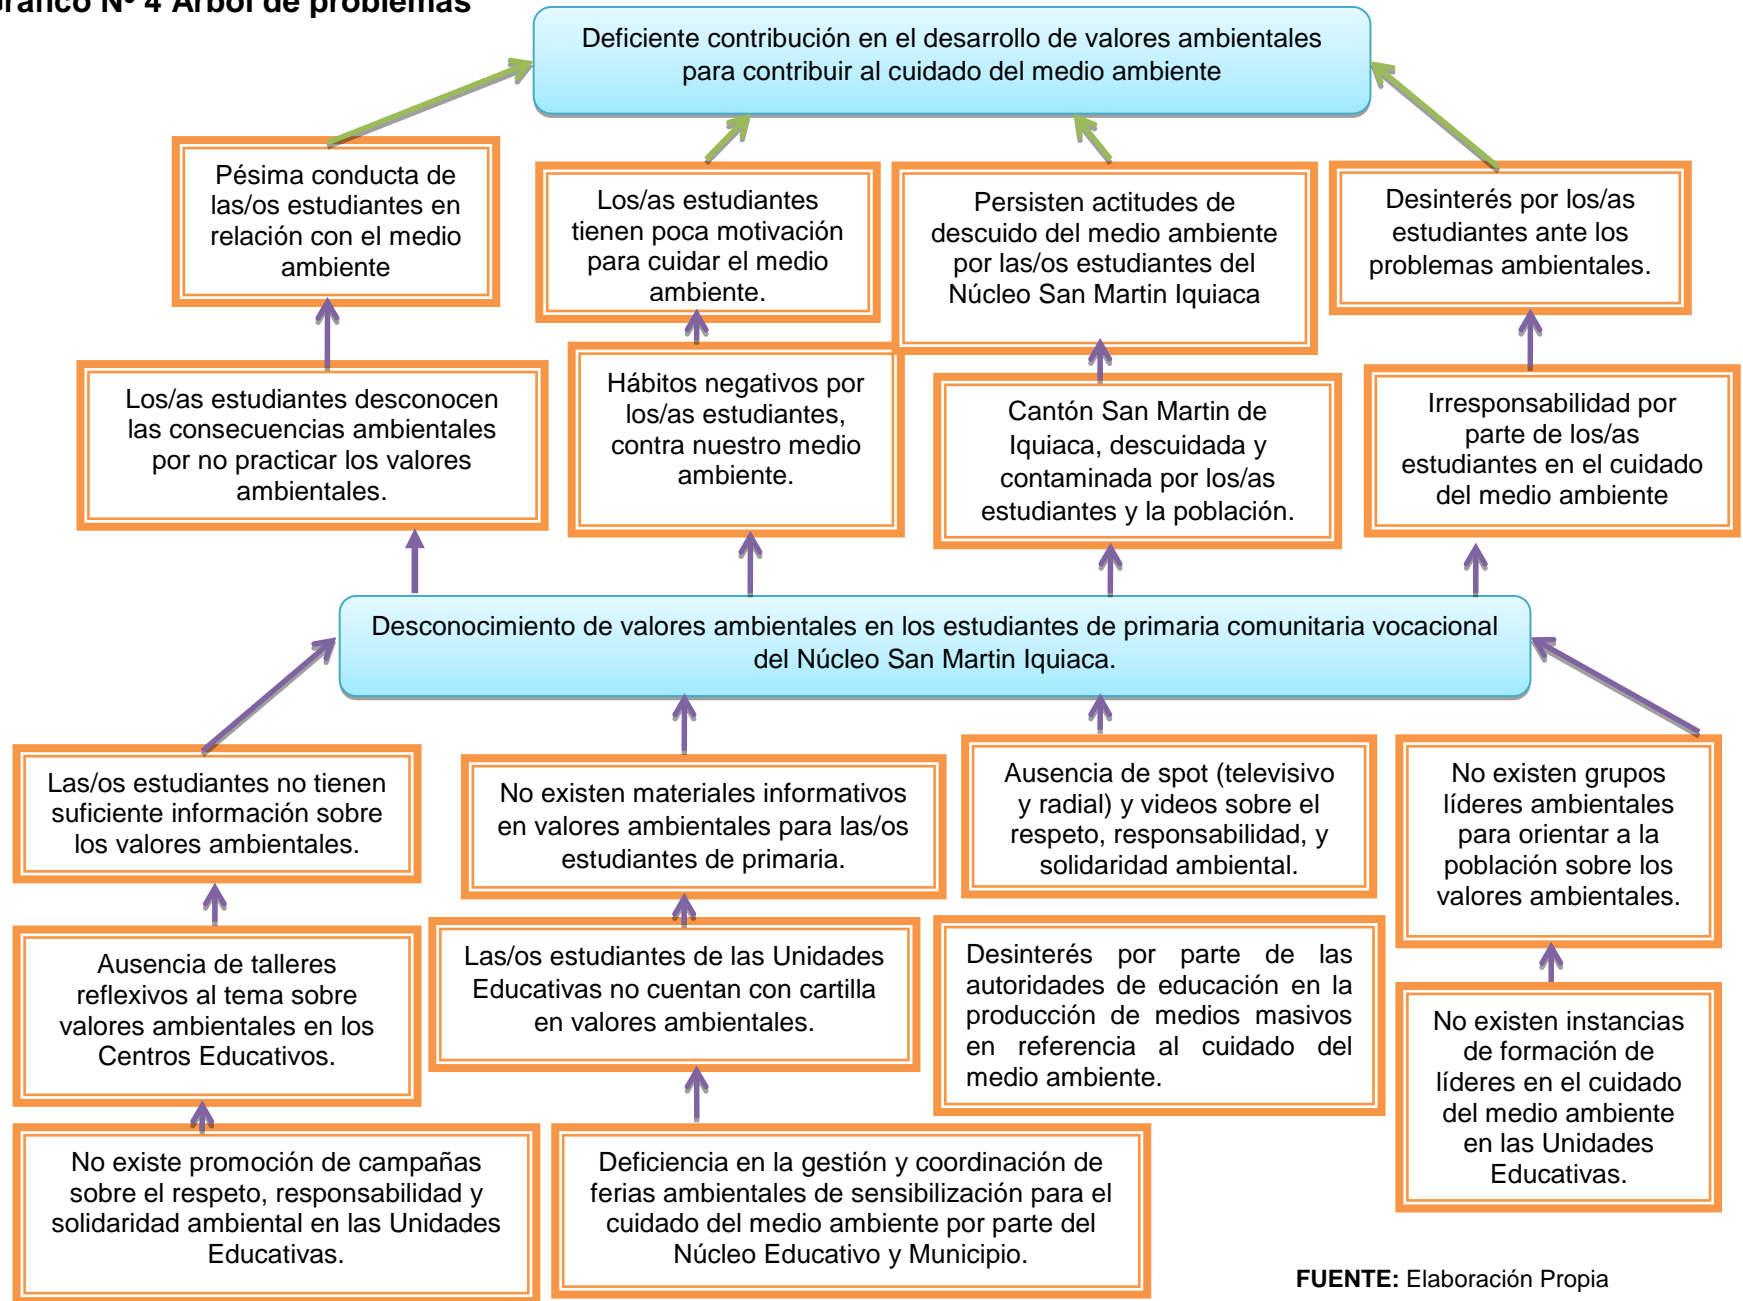 Gráfico Nº 4 Árbol de problemas
Deficiente contribución en el desarrollo de valores ambientales
para contribuir al cuidado del medio ambiente
Pésima conducta de
las/os estudiantes en
relación con el medio
ambiente
Los/as estudiantes
tienen poca motivación
para cuidar el medio
ambiente.
Persisten actitudes de
descuido del medio ambiente
por las/os estudiantes del
Núcleo San Martin Iquiaca
Desinterés por los/as
estudiantes ante los
problemas ambientales.
Los/as estudiantes desconocen
las consecuencias ambientales
por no practicar los valores
ambientales.
Hábitos negativos por
los/as estudiantes,
contra nuestro medio
ambiente.
Cantón San Martin de
Iquiaca, descuidada y
contaminada por los/as
estudiantes y la población.
Irresponsabilidad por
parte de los/as
estudiantes en el cuidado
del medio ambiente
Desconocimiento de valores ambientales en los estudiantes de primaria comunitaria vocacional
del Núcleo San Martin Iquiaca.
Las/os estudiantes no tienen
suficiente información sobre
los valores ambientales.
No existen materiales informativos
en valores ambientales para las/os
estudiantes de primaria.
Ausencia de spot (televisivo
y radial) y videos sobre el
respeto, responsabilidad, y
solidaridad ambiental.
No existen grupos
líderes ambientales
para orientar a la
población sobre los
valores ambientales.
Ausencia de talleres
reflexivos al tema sobre
valores ambientales en los
Centros Educativos.
Las/os estudiantes de las Unidades
Educativas no cuentan con cartilla
en valores ambientales.
Desinterés por parte de las
autoridades de educación en la
producción de medios masivos
en referencia al cuidado del
medio ambiente.
No existen instancias
de formación de
líderes en el cuidado
del medio ambiente
en las Unidades
Educativas.
No existe promoción de campañas
sobre el respeto, responsabilidad y
solidaridad ambiental en las Unidades
Educativas.
Deficiencia en la gestión y coordinación de
ferias ambientales de sensibilización para el
cuidado del medio ambiente por parte del
Núcleo Educativo y Municipio.
FUENTE: Elaboración Propia